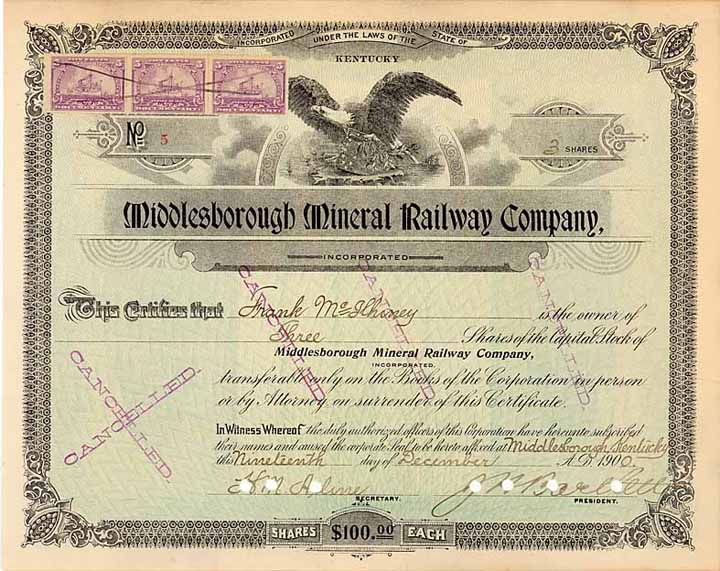 INCORPORATED UNDER THE LAWS OF THE STATE OF
KENTUCKY
No 5
3 SHARES
Middlesborough Mineral Railway Company,
INCORPORATED
This Certifies that Frank McIlhiney is the owner of
Three Shares of the Capital Stock of
Middlesborough Mineral Railway Company,
INCORPORATED.
transferable only on the Books of the Corporation in person
or by Attorney on surrender of this Certificate.
In Witness Whereof the duly authorized officers of this Corporation have hereunto subscribed
their names and caused the corporate Seal to be hereto affixed at Middlesborough, Kentucky
this Nineteenth day of December A.D. 1900
SECRETARY.
PRESIDENT.
SHARES $100.00 EACH
CANCELLED.
CANCELLED.
CANCELLED.
CANCELLED.
CANCELLED.